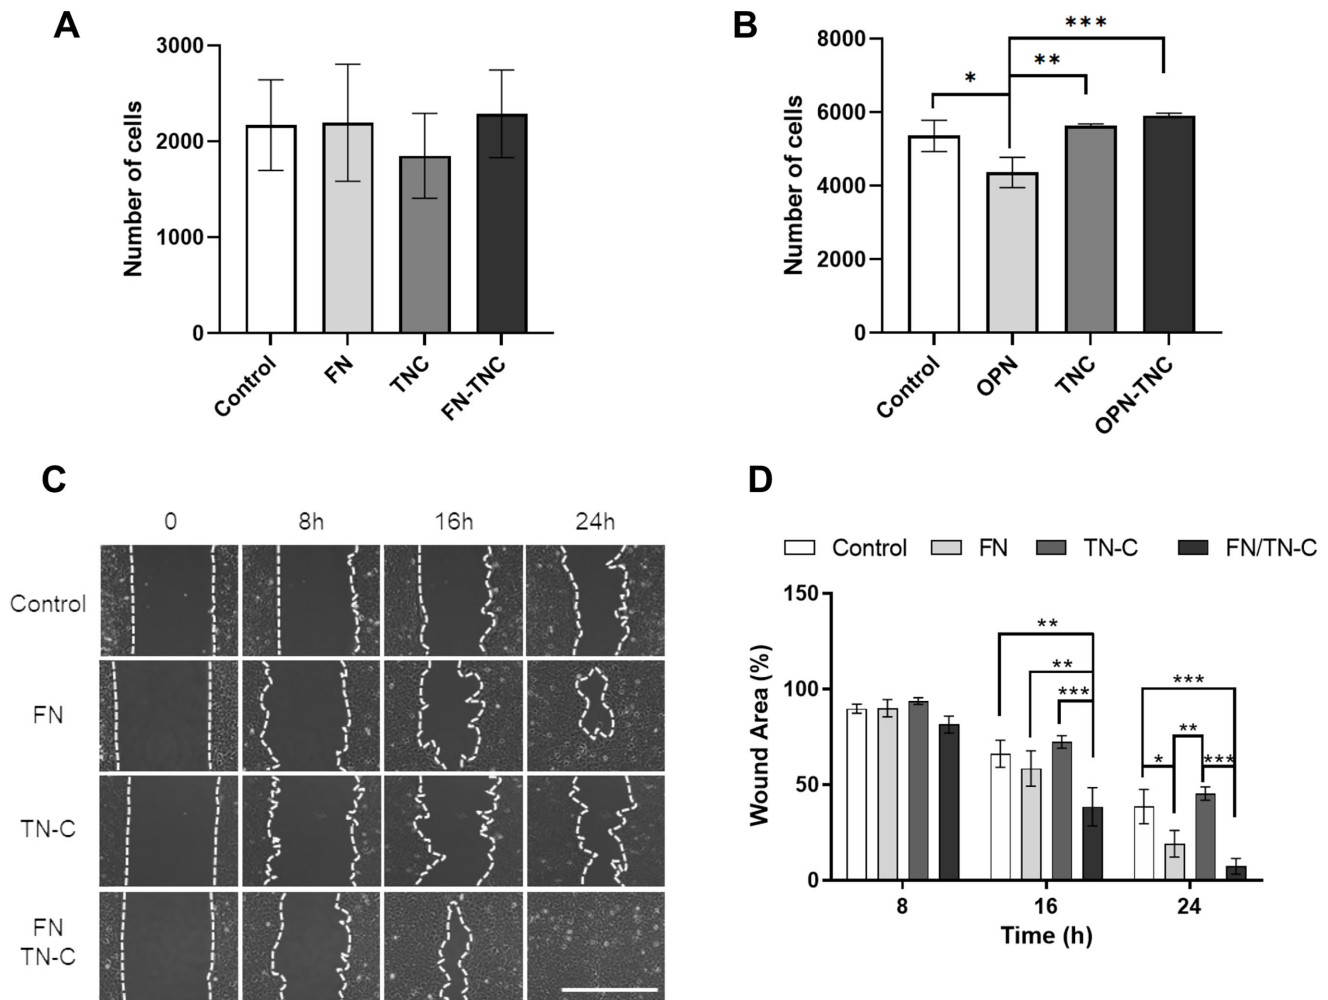 A
Number of cells
3000
2000
1000
0
Control
FN
TNC
FN-TNC
B
Number of cells
8000
6000
4000
2000
0
***
**
*
Control
OPN
TNC
OPN-TNC
C
0 8h 16h 24h
Control
FN
TN-C
FN
TN-C
D
Control FN TN-C FN/TN-C
Wound Area (%)
150
100
50
0
**
**
***
***
**
* ***
8 16 24
Time (h)